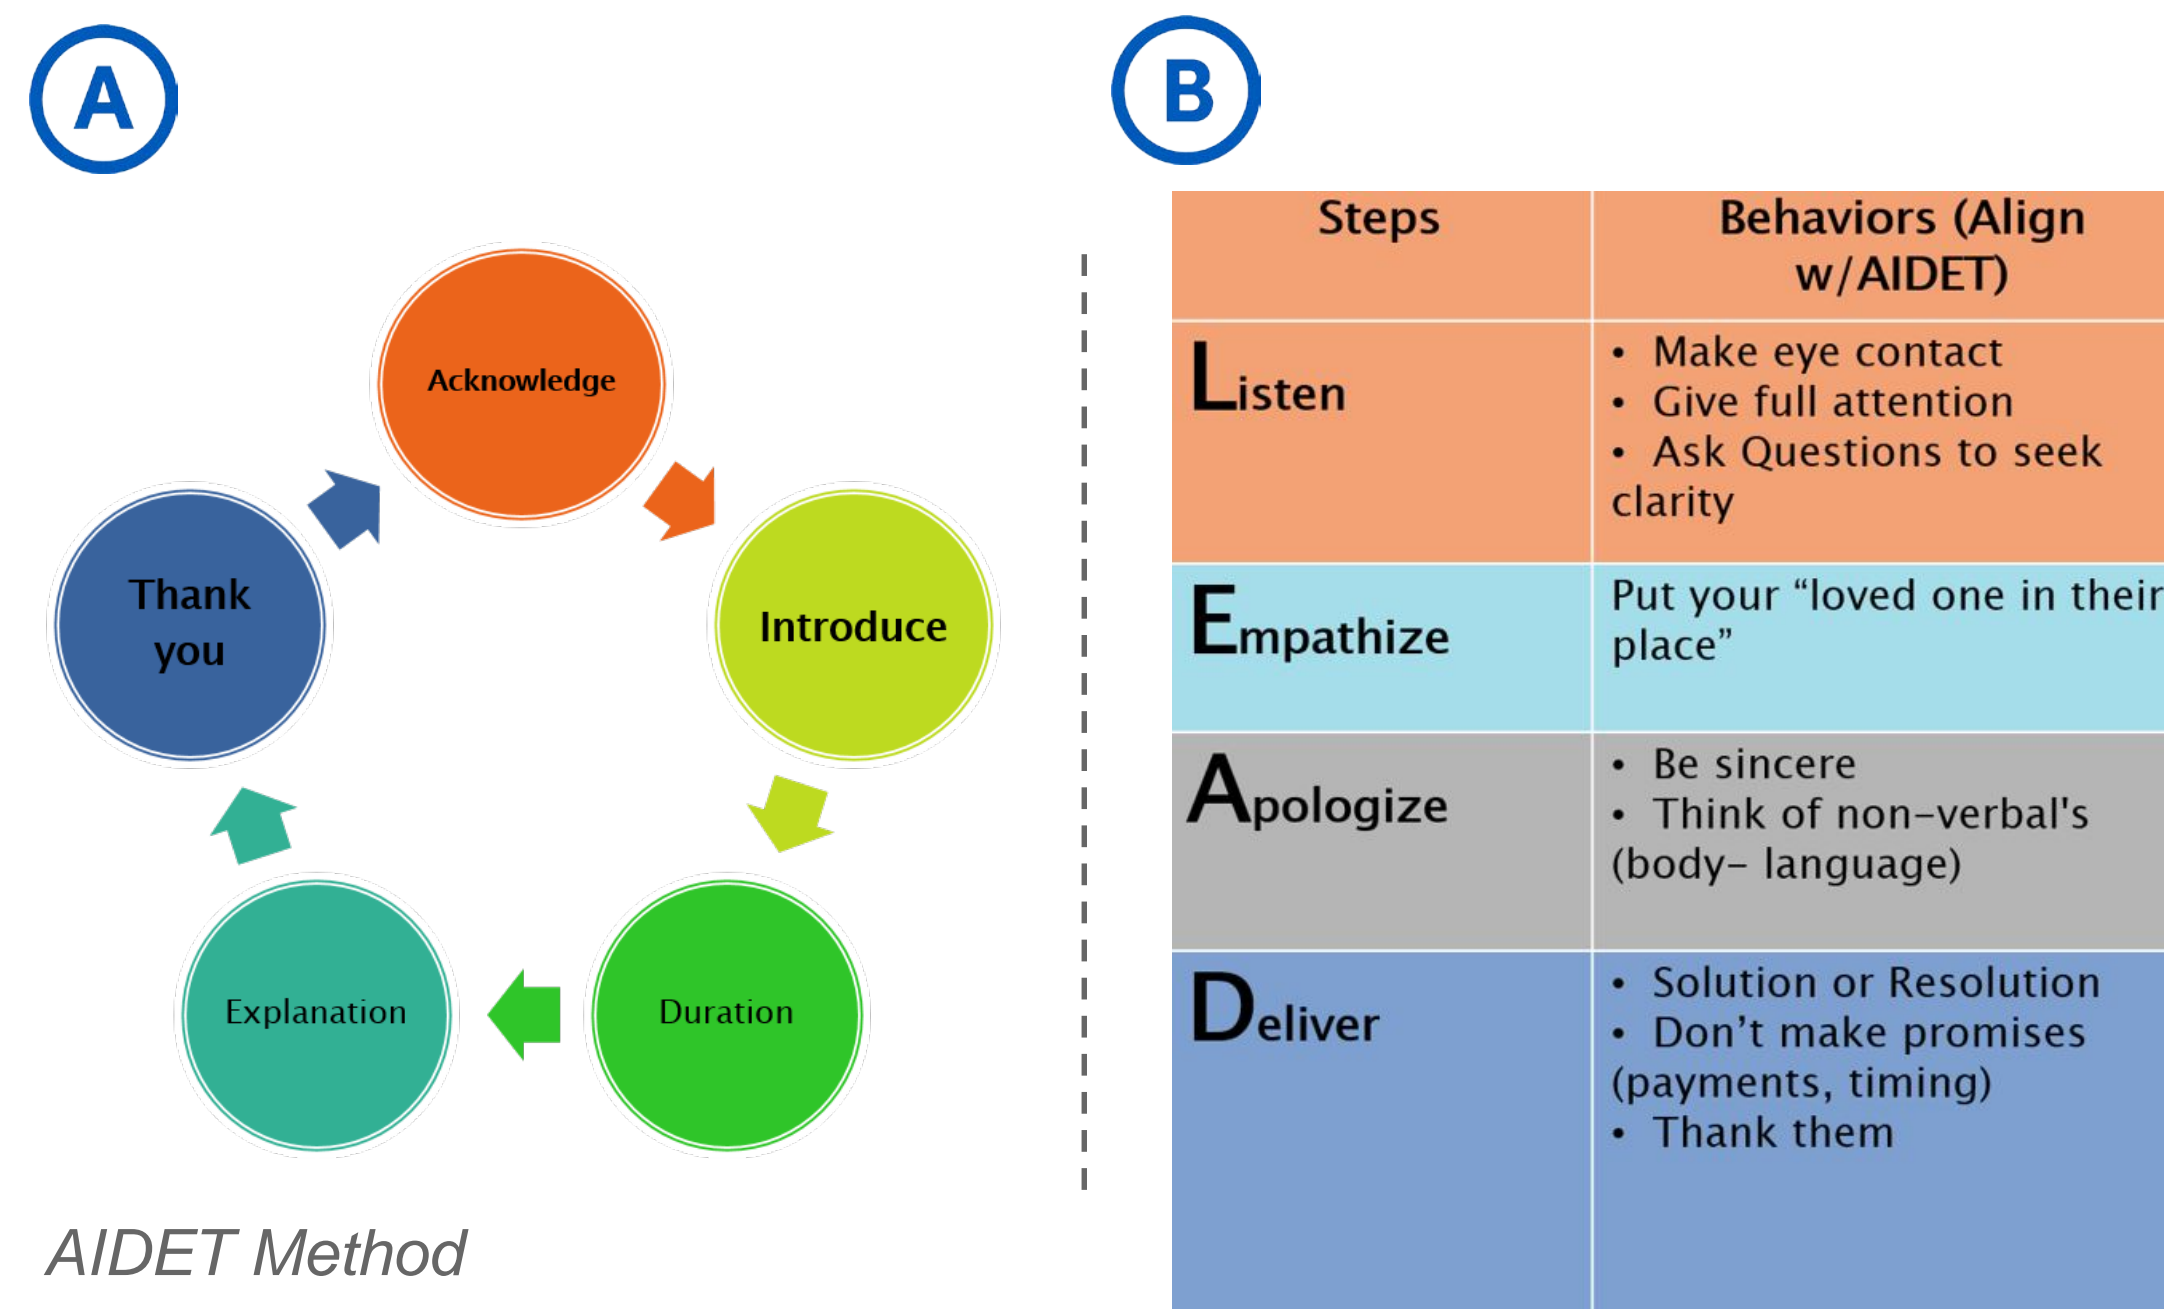 A
Acknowledge
Introduce
Duration
Explanation
Thank
you
AIDET Method
B
Steps
Behaviors (Align
w/AIDET)
Listen
• Make eye contact
• Give full attention
• Ask Questions to seek
clarity
Empathize
Put your “loved one in their
place”
Apologize
• Be sincere
• Think of non-verbal's
(body- language)
Deliver
• Solution or Resolution
• Don’t make promises
(payments, timing)
• Thank them